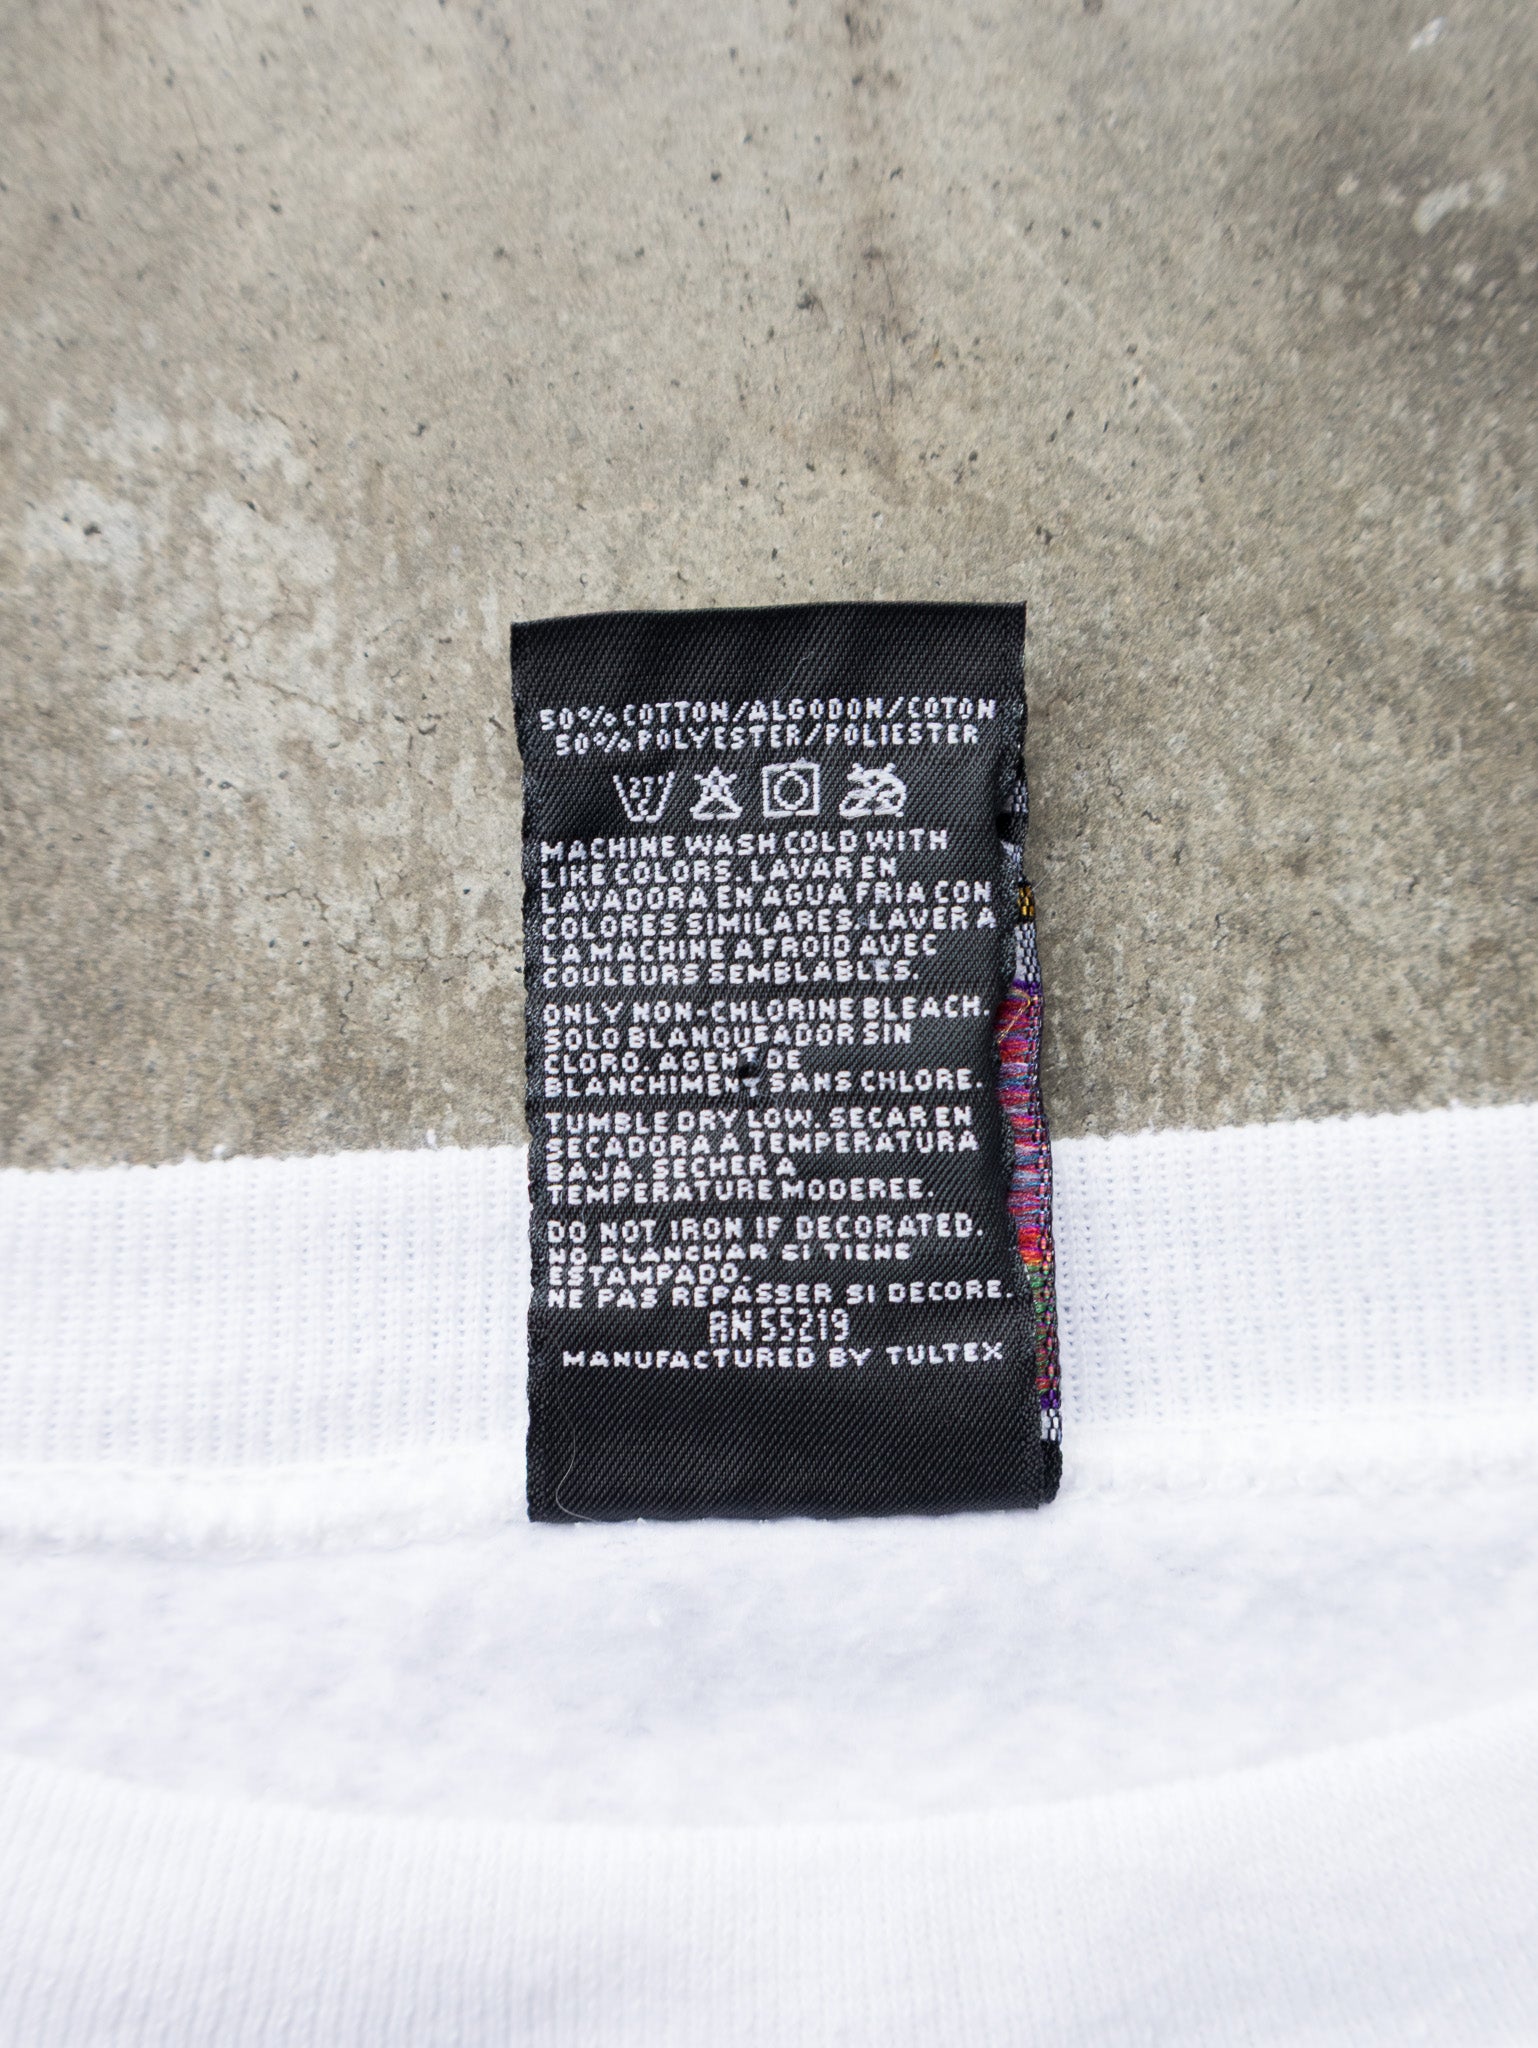 50% COTTON/ALGODON/COTON
50% POLYESTER/POLIESTER
27°
C
MACHINE WASH COLD WITH
LIKE COLORS. LAVAR EN
LAVADORA EN AGUA FRIA CON
COLORES SIMILARES. LAVER A
LA MACHINE A FROID AVEC
COULEURS SEMBLABLES.
ONLY NON-CHLORINE BLEACH.
SOLO BLANQUEADOR SIN
CLORO. AGENT DE
BLANCHIMENT SANS CHLORE.
TUMBLE DRY LOW. SECAR EN
SECADORA A TEMPERATURA
BAJA. SECHER A
TEMPERATURE MODEREE.
DO NOT IRON IF DECORATED.
NO PLANCHAR SI TIENE
ESTAMPADO.
NE PAS REPASSER SI DECORE.
RN 55219
MANUFACTURED BY TULTEX